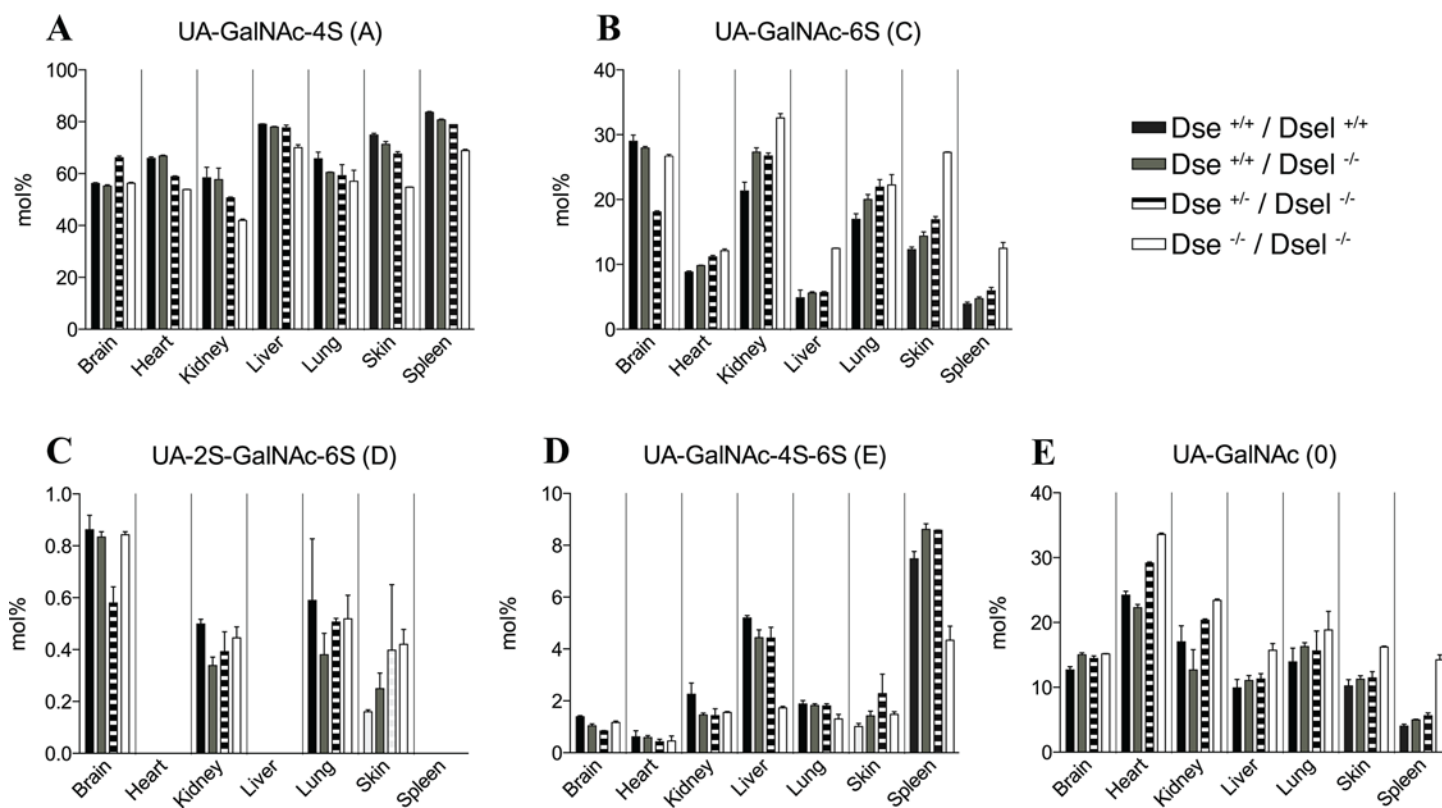 A
UA-GalNAc-4S (A)
100
80
60
40
20
0
mol%
Brain
Heart
Kidney
Liver
Lung
Skin
Spleen
B
UA-GalNAc-6S (C)
40
30
20
10
0
mol%
Brain
Heart
Kidney
Liver
Lung
Skin
Spleen
Dse +/+ / Dsel +/+
Dse +/+ / Dsel -/-
Dse +/- / Dsel -/-
Dse -/- / Dsel -/-
C
UA-2S-GalNAc-6S (D)
1.0
0.8
0.6
0.4
0.2
0.0
mol%
Brain
Heart
Kidney
Liver
Lung
Skin
Spleen
D
UA-GalNAc-4S-6S (E)
10
8
6
4
2
0
mol%
Brain
Heart
Kidney
Liver
Lung
Skin
Spleen
E
UA-GalNAc (0)
40
30
20
10
0
mol%
Brain
Heart
Kidney
Liver
Lung
Skin
Spleen